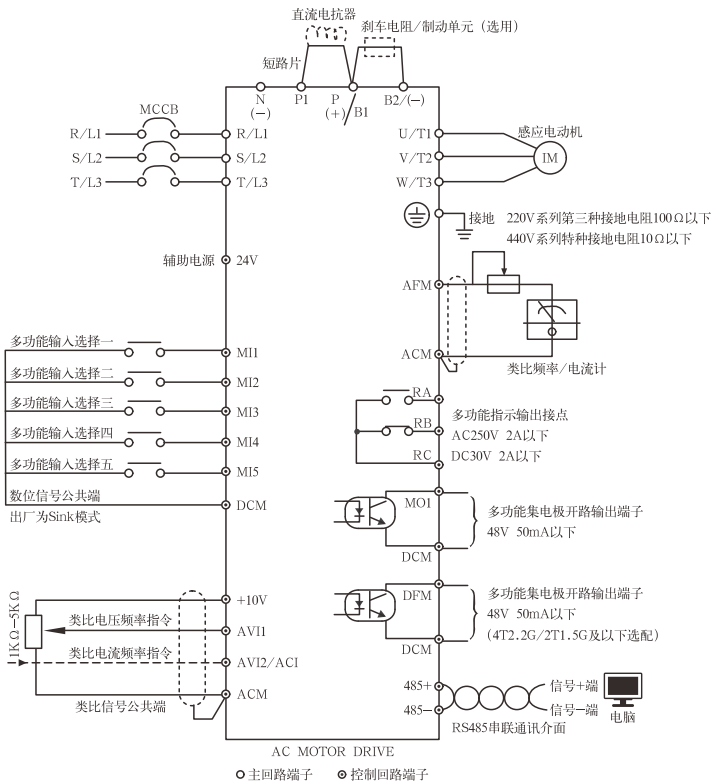 直流电抗器
刹车电阻/制动单元（选用）
短路片
N
(−)
P1
P
(+)
B1
B2/(−)
MCCB
R/L1
S/L2
T/L3
R/L1
S/L2
T/L3
U/T1
V/T2
W/T3
感应电动机
IM
接地 220V系列第三种接地电阻100Ω以下
440V系列特种接地电阻10Ω以下
辅助电源
24V
AFM
ACM
类比频率/电流计
多功能输入选择一
MI1
多功能输入选择二
MI2
多功能输入选择三
MI3
多功能输入选择四
MI4
多功能输入选择五
MI5
数位信号公共端
DCM
出厂为Sink模式
RA
RB
RC
多功能指示输出接点
AC250V 2A以下
DC30V 2A以下
MO1
DCM
多功能集电极开路输出端子
48V 50mA以下
DFM
DCM
多功能集电极开路输出端子
48V 50mA以下
(4T2.2G/2T1.5G及以下选配)
1KΩ−5KΩ
+10V
类比电压频率指令
AVI1
类比电流频率指令
AVI2/ACI
类比信号公共端
ACM
485+
485−
信号+端
信号−端
电脑
RS485串联通讯介面
AC MOTOR DRIVE
主回路端子 控制回路端子